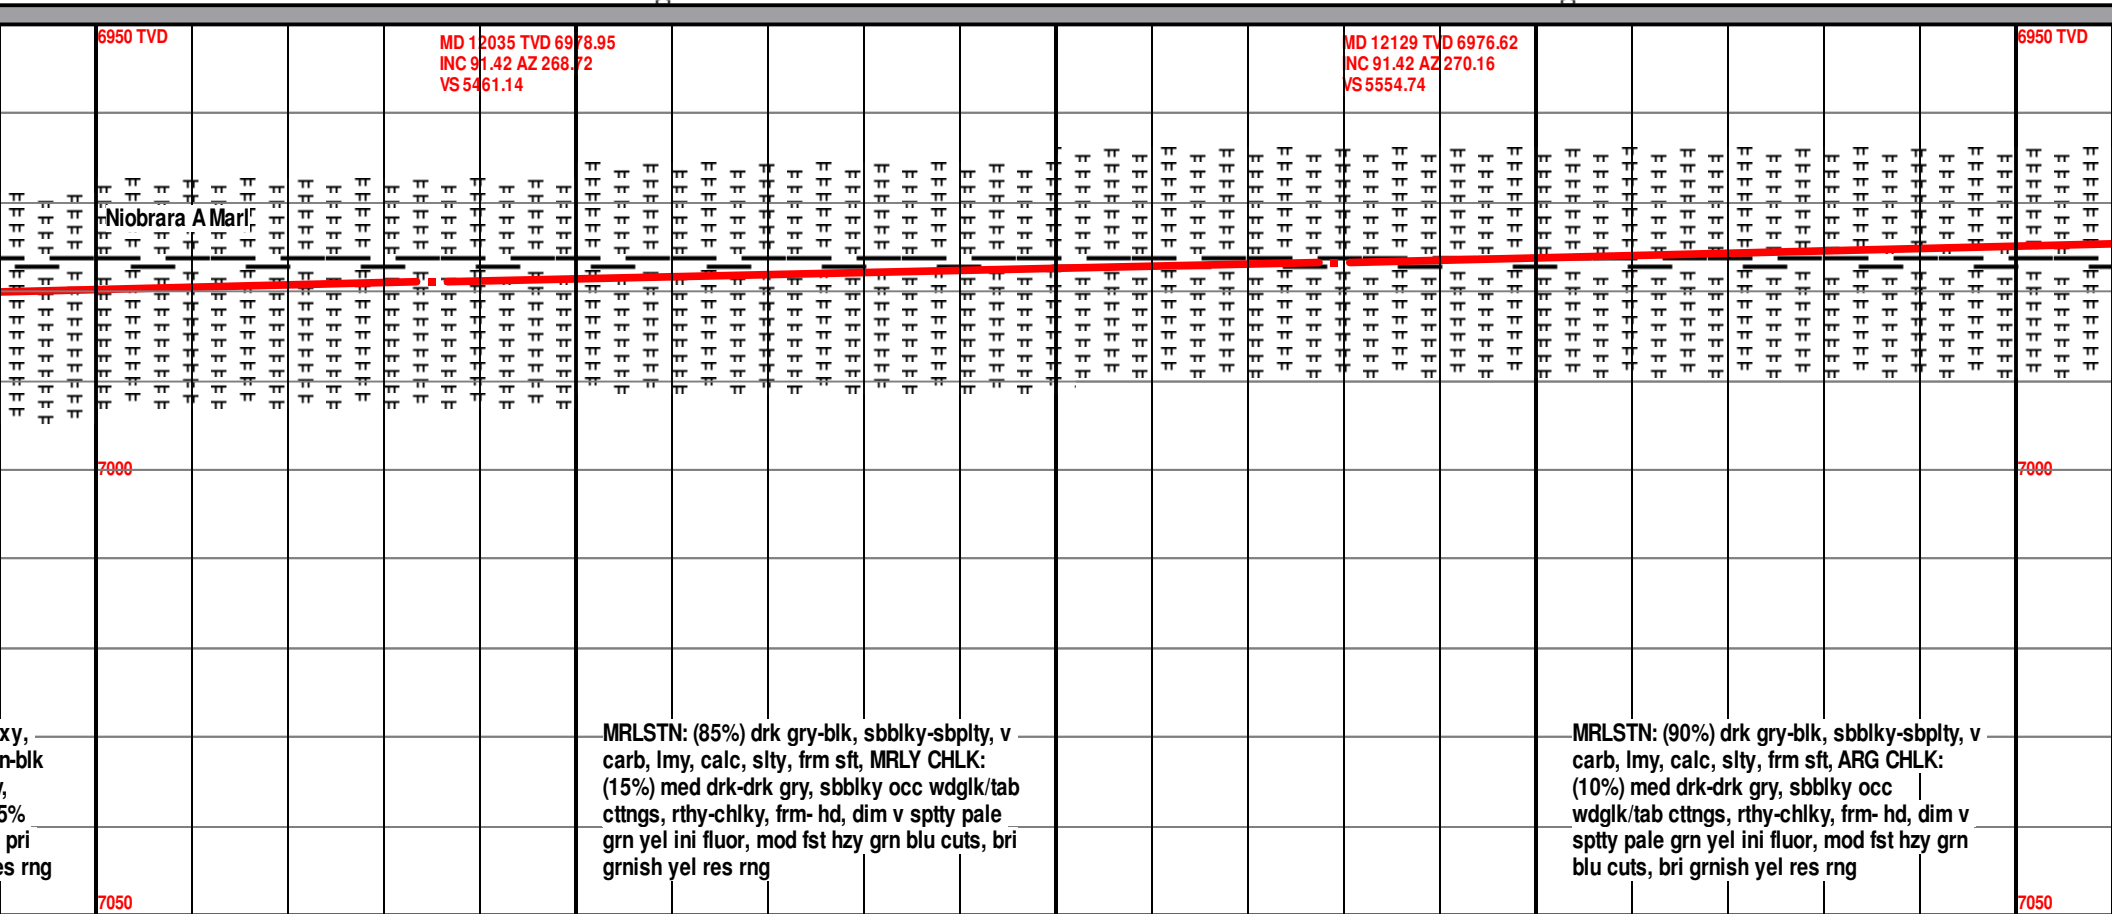 6950 TVD
MD 12035 TVD 6978.95
INC 91.42 AZ 268.72
VS 5461.14
MD 12129 TVD 6976.62
INC 91.42 AZ 270.16
VS 5554.74
6950 TVD
Niobrara A Marl
7000
7000
xy,
n-blk
5%
pri
es rng
MRLSTN: (85%) drk gry-blk, sbblky-sbplty, v
carb, lmy, calc, slty, frm sft, MRLY CHLK:
(15%) med drk-drk gry, sbblky occ wdglk/tab
cttngs, rthy-chlky, frm- hd, dim v sptty pale
grn yel ini fluor, mod fst hzy grn blu cuts, bri
grnish yel res rng
MRLSTN: (90%) drk gry-blk, sbblky-sbplty, v
carb, lmy, calc, slty, frm sft, ARG CHLK:
(10%) med drk-drk gry, sbblky occ
wdglk/tab cttngs, rthy-chlky, frm- hd, dim v
sptty pale grn yel ini fluor, mod fst hzy grn
blu cuts, bri grnish yel res rng
7050
7050